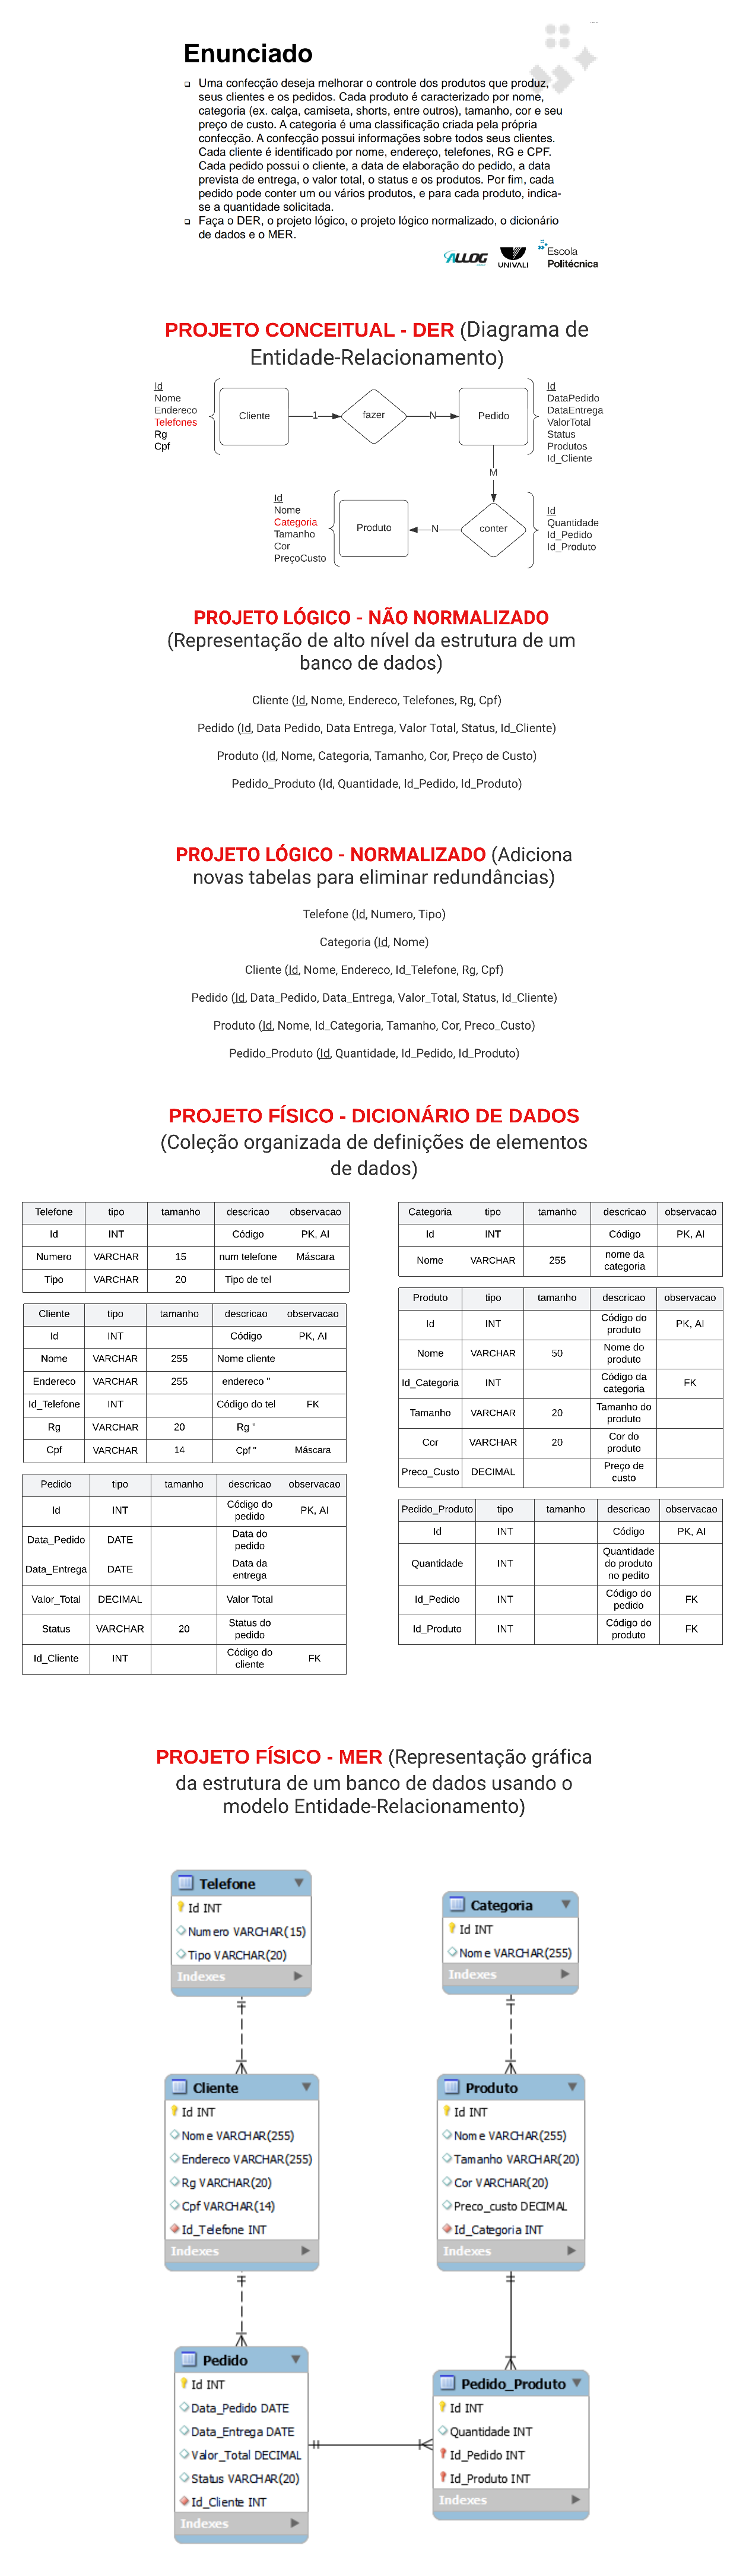 Enunciado
❑ Uma confecção deseja melhorar o controle dos produtos que produz,
seus clientes e os pedidos. Cada produto é caracterizado por nome,
categoria (ex. calça, camiseta, shorts, entre outros), tamanho, cor e seu
preço de custo. A categoria é uma classificação criada pela própria
confecção. A confecção possui informações sobre todos seus clientes.
Cada cliente é identificado por nome, endereço, telefones, RG e CPF.
Cada pedido possui o cliente, a data de elaboração do pedido, a data
prevista de entrega, o valor total, o status e os produtos. Por fim, cada
pedido pode conter um ou vários produtos, e para cada produto, indica-
se a quantidade solicitada.
❑ Faça o DER, o projeto lógico, o projeto lógico normalizado, o dicionário
de dados e o MER.
ALLOG
UNIVALI
Escola
Politécnica
PROJETO CONCEITUAL - DER (Diagrama de
Entidade-Relacionamento)
Id
Nome
Endereco
Telefones
Rg
Cpf
Cliente
1
fazer
N
Pedido
Id
DataPedido
DataEntrega
ValorTotal
Status
Produtos
Id_Cliente
M
Id
Nome
Categoria
Tamanho
Cor
PreçoCusto
Produto
N
conter
Id
Quantidade
Id_Pedido
Id_Produto
PROJETO LÓGICO - NÃO NORMALIZADO
(Representação de alto nível da estrutura de um
banco de dados)
Cliente (Id, Nome, Endereco, Telefones, Rg, Cpf)
Pedido (Id, Data Pedido, Data Entrega, Valor Total, Status, Id_Cliente)
Produto (Id, Nome, Categoria, Tamanho, Cor, Preço de Custo)
Pedido_Produto (Id, Quantidade, Id_Pedido, Id_Produto)
PROJETO LÓGICO - NORMALIZADO (Adiciona
novas tabelas para eliminar redundâncias)
Telefone (Id, Numero, Tipo)
Categoria (Id, Nome)
Cliente (Id, Nome, Endereco, Id_Telefone, Rg, Cpf)
Pedido (Id, Data_Pedido, Data_Entrega, Valor_Total, Status, Id_Cliente)
Produto (Id, Nome, Id_Categoria, Tamanho, Cor, Preco_Custo)
Pedido_Produto (Id, Quantidade, Id_Pedido, Id_Produto)
PROJETO FÍSICO - DICIONÁRIO DE DADOS
(Coleção organizada de definições de elementos
de dados)
Telefone tipo tamanho descricao observacao
Id INT Código PK, AI
Numero VARCHAR 15 num telefone Máscara
Tipo VARCHAR 20 Tipo de tel
Cliente tipo tamanho descricao observacao
Id INT Código PK, AI
Nome VARCHAR 255 Nome cliente
Endereco VARCHAR 255 endereco "
Id_Telefone INT Código do tel FK
Rg VARCHAR 20 Rg "
Cpf VARCHAR 14 Cpf " Máscara
Pedido tipo tamanho descricao observacao
Id INT Código do pedido PK, AI
Data_Pedido DATE Data do pedido
Data_Entrega DATE Data da entrega
Valor_Total DECIMAL Valor Total
Status VARCHAR 20 Status do pedido
Id_Cliente INT Código do cliente FK
Categoria tipo tamanho descricao observacao
Id INT Código PK, AI
Nome VARCHAR 255 nome da categoria
Produto tipo tamanho descricao observacao
Id INT Código do produto PK, AI
Nome VARCHAR 50 Nome do produto
Id_Categoria INT Código da categoria FK
Tamanho VARCHAR 20 Tamanho do produto
Cor VARCHAR 20 Cor do produto
Preco_Custo DECIMAL Preço de custo
Pedido_Produto tipo tamanho descricao observacao
Id INT Código PK, AI
Quantidade INT Quantidade do produto no pedito
Id_Pedido INT Código do pedido FK
Id_Produto INT Código do produto FK
PROJETO FÍSICO - MER (Representação gráfica
da estrutura de um banco de dados usando o
modelo Entidade-Relacionamento)
Telefone
Id INT
Numero VARCHAR(15)
Tipo VARCHAR(20)
Indexes
Categoria
Id INT
Nome VARCHAR(255)
Indexes
Cliente
Id INT
Nome VARCHAR(255)
Endereco VARCHAR(255)
Rg VARCHAR(20)
Cpf VARCHAR(14)
Id_Telefone INT
Indexes
Produto
Id INT
Nome VARCHAR(255)
Tamanho VARCHAR(20)
Cor VARCHAR(20)
Preco_custo DECIMAL
Id_Categoria INT
Indexes
Pedido
Id INT
Data_Pedido DATE
Data_Entrega DATE
Valor_Total DECIMAL
Status VARCHAR(20)
Id_Cliente INT
Indexes
Pedido_Produto
Id INT
Quantidade INT
Id_Pedido INT
Id_Produto INT
Indexes